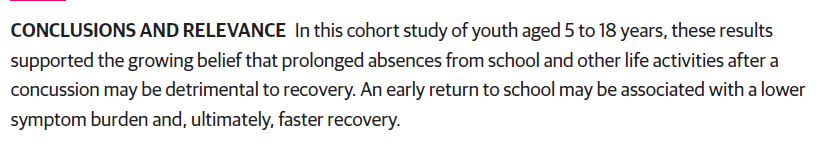 CONCLUSIONS AND RELEVANCE In this cohort study of youth aged 5 to 18 years, these results
supported the growing belief that prolonged absences from school and other life activities after a
concussion may be detrimental to recovery. An early return to school may be associated with a lower
symptom burden and, ultimately, faster recovery.